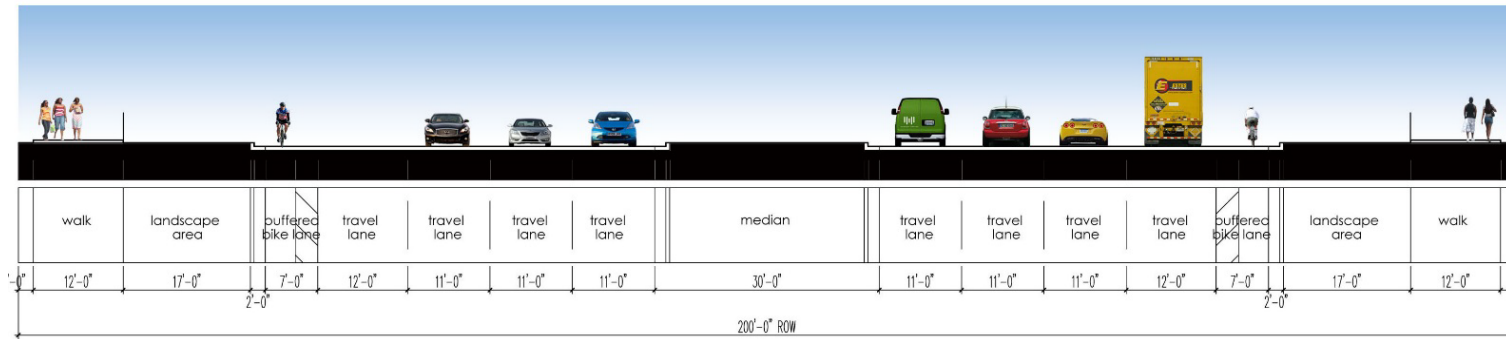 walk
landscape
area
buffered
bike lane
travel
lane
travel
lane
travel
lane
travel
lane
median
travel
lane
travel
lane
travel
lane
travel
lane
buffered
bike lane
landscape
area
walk
12'-0"
17'-0"
2'-0"
7'-0"
12'-0"
11'-0"
11'-0"
11'-0"
30'-0"
11'-0"
11'-0"
11'-0"
12'-0"
7'-0"
2'-0"
17'-0"
12'-0"
200'-0" ROW